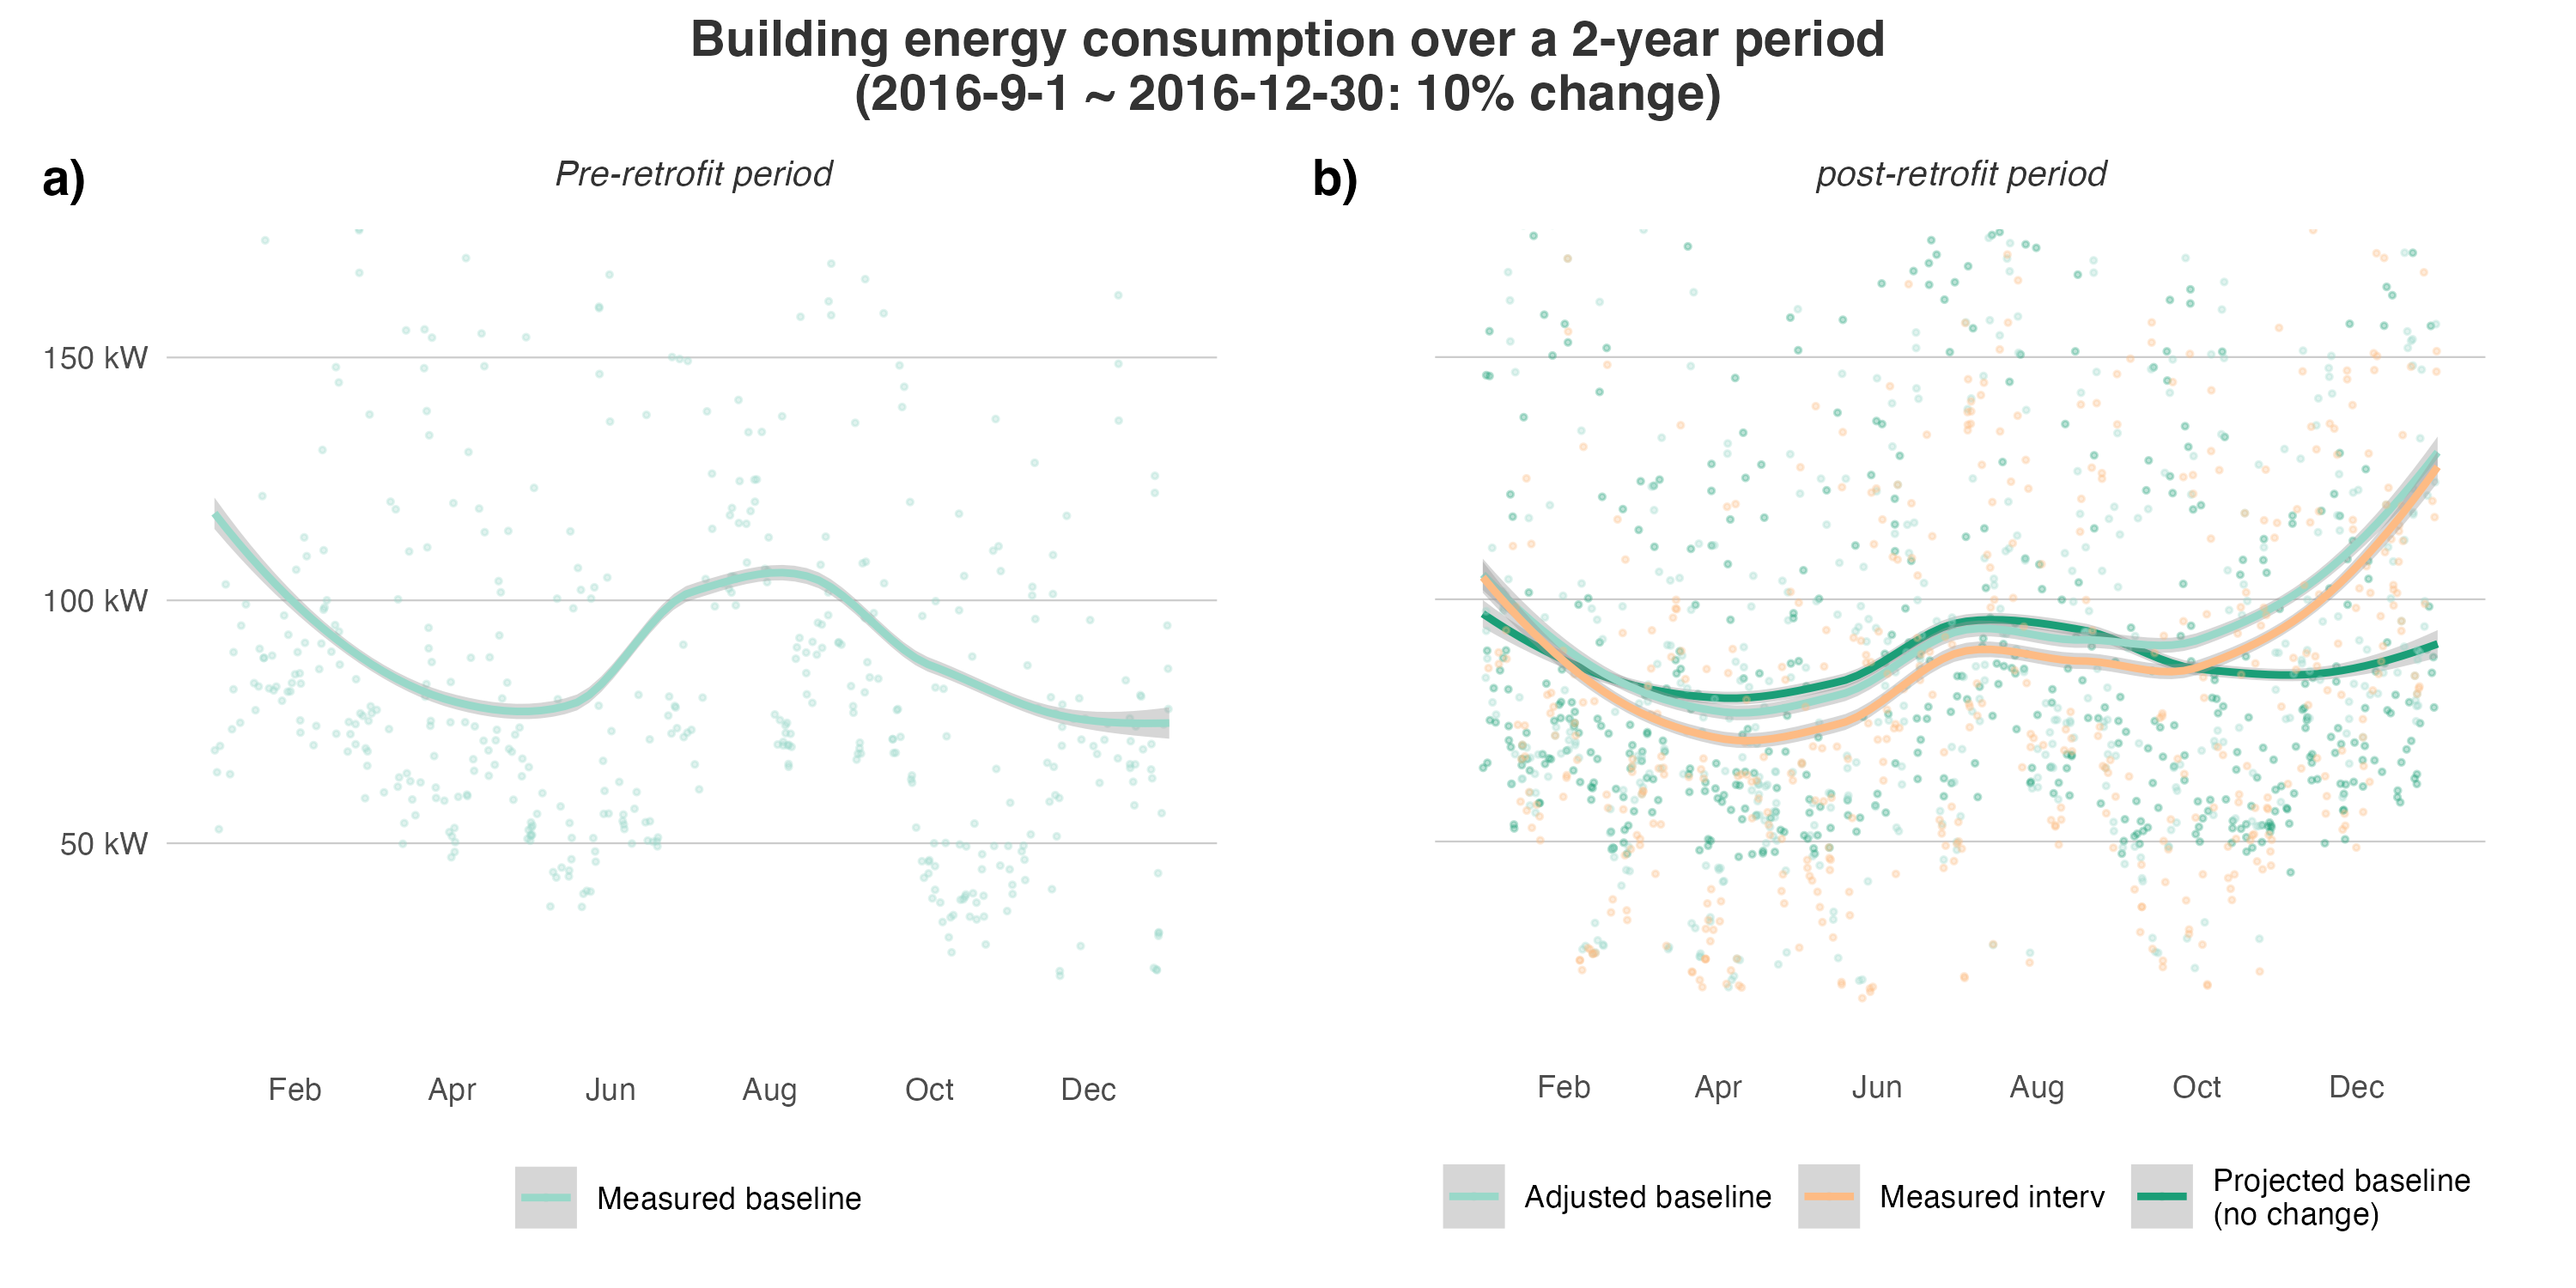 Building energy consumption over a 2-year period
(2016-9-1 ~ 2016-12-30: 10% change)
a)
Pre-retrofit period
150 kW
100 kW
50 kW
Feb Apr Jun Aug Oct Dec
Measured baseline
b)
post-retrofit period
Feb Apr Jun Aug Oct Dec
Adjusted baseline
Measured interv
Projected baseline
(no change)